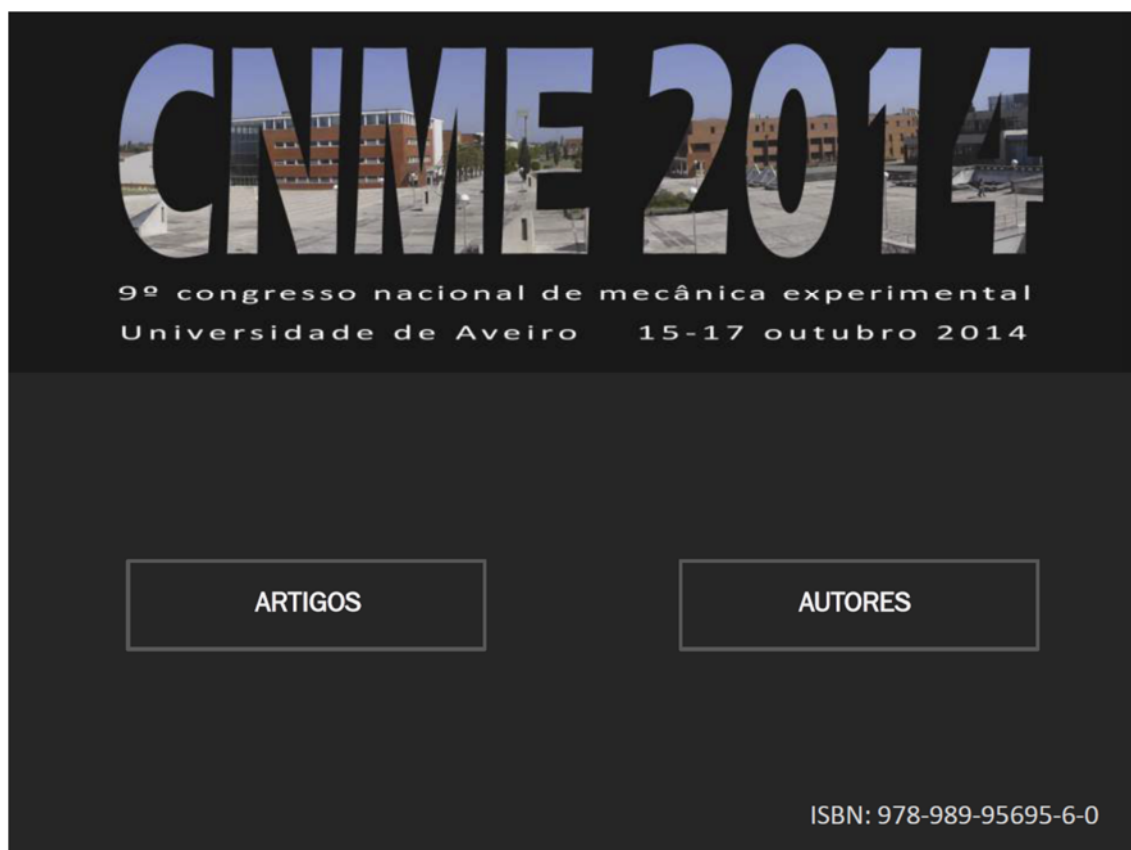 CNME 2014
9º congresso nacional de mecânica experimental
Universidade de Aveiro 15-17 outubro 2014
ARTIGOS
AUTORES
ISBN: 978-989-95695-6-0